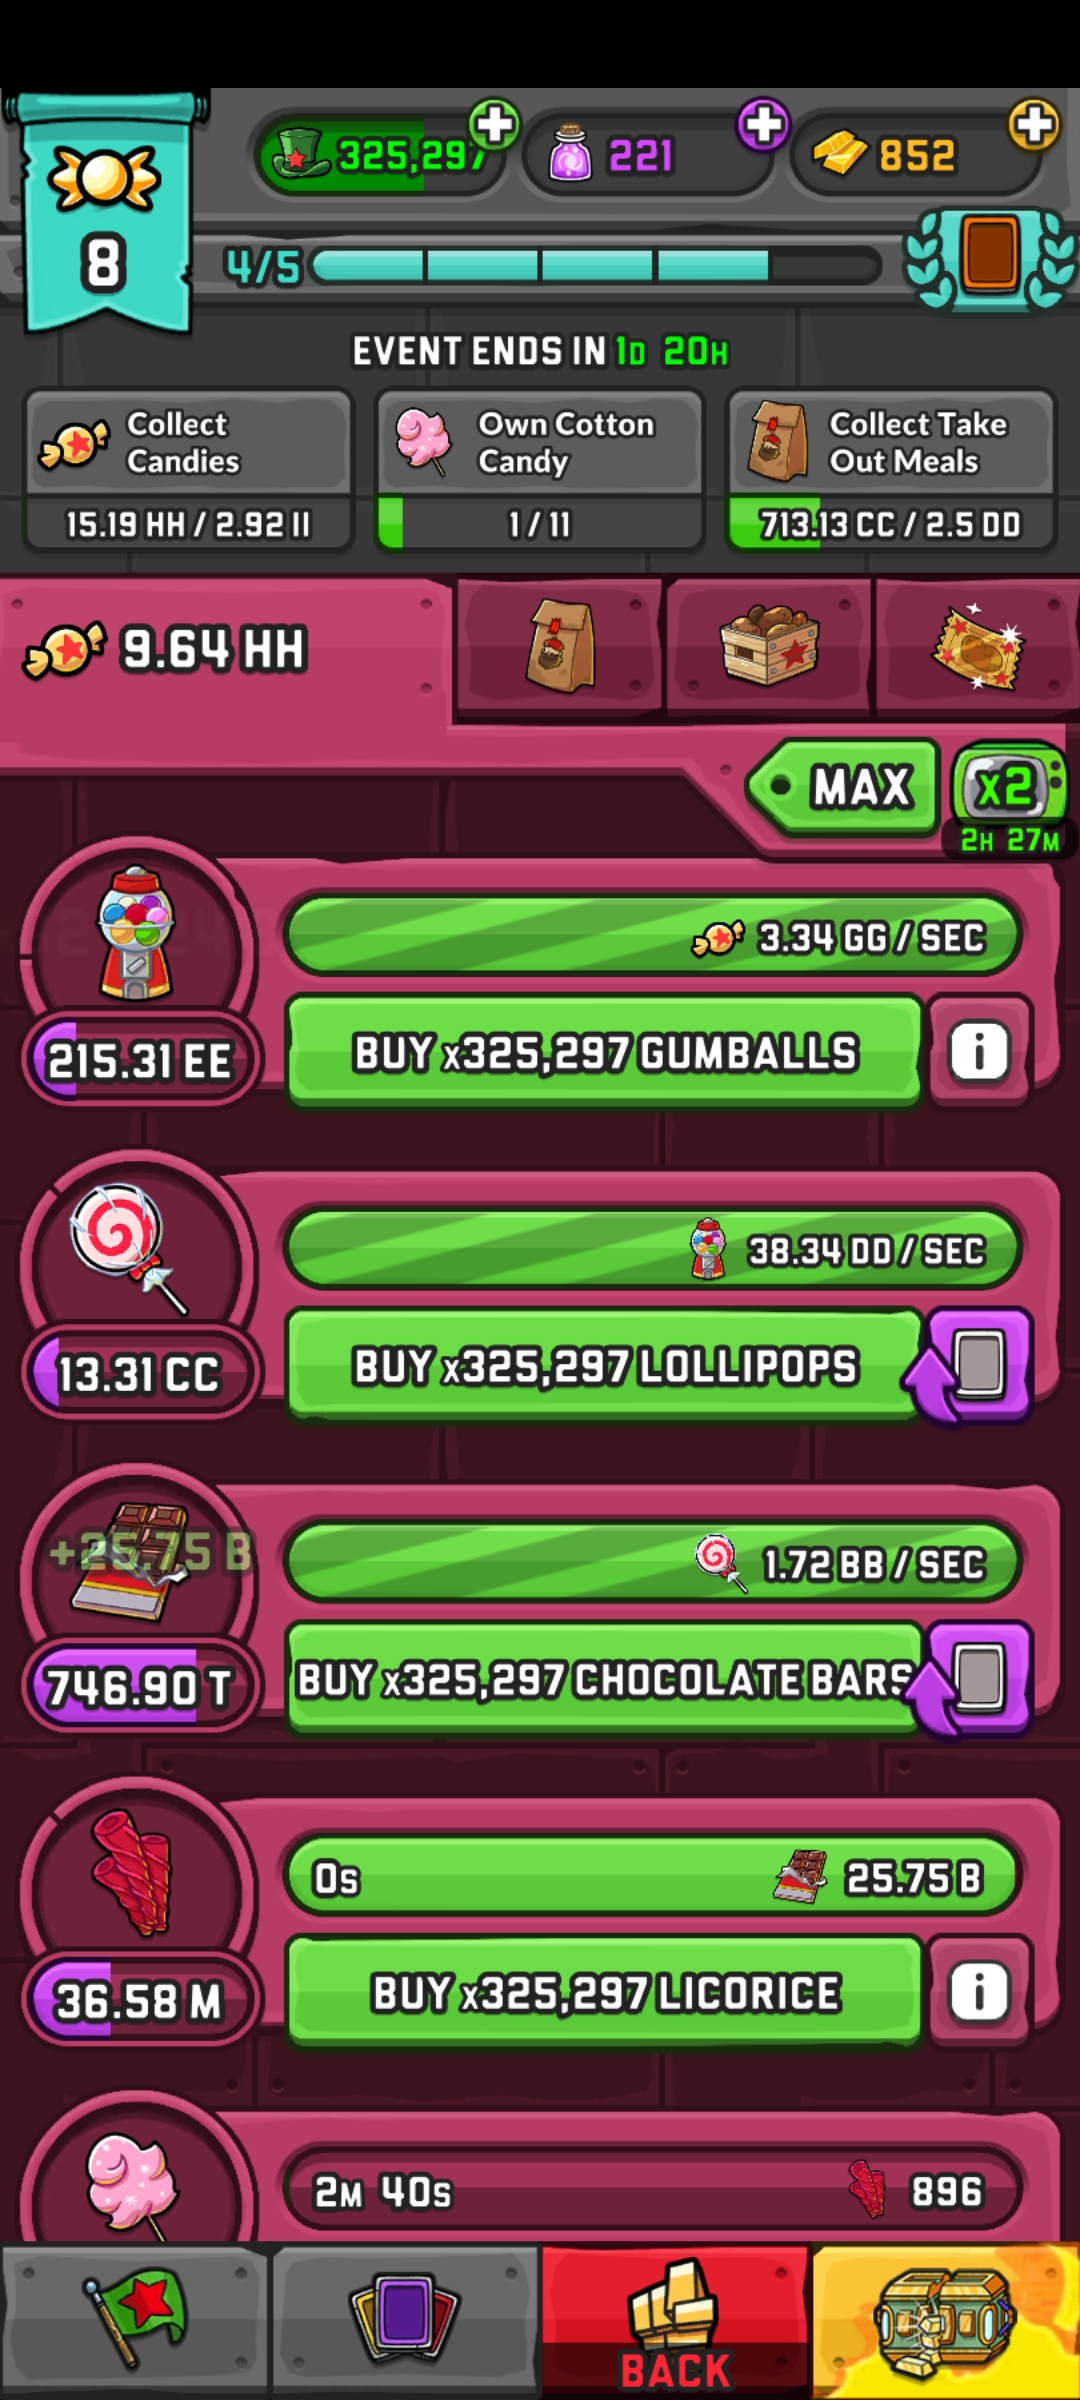 325,297
221
852
8
4/5
EVENT ENDS IN 1D 20H
Collect
Candies
15.19 HH / 2.92 II
Own Cotton
Candy
1 / 11
Collect Take
Out Meals
713.13 CC / 2.5 DD
9.64 HH
MAX
x2
2H 27M
3.34 GG / SEC
215.31 EE
BUY x325,297 GUMBALLS
i
38.34 DD / SEC
13.31 CC
BUY x325,297 LOLLIPOPS
+25.75 B
1.72 BB / SEC
746.90 T
BUY x325,297 CHOCOLATE BARS
0s
25.75 B
36.58 M
BUY x325,297 LICORICE
i
2M 40s
896
BACK